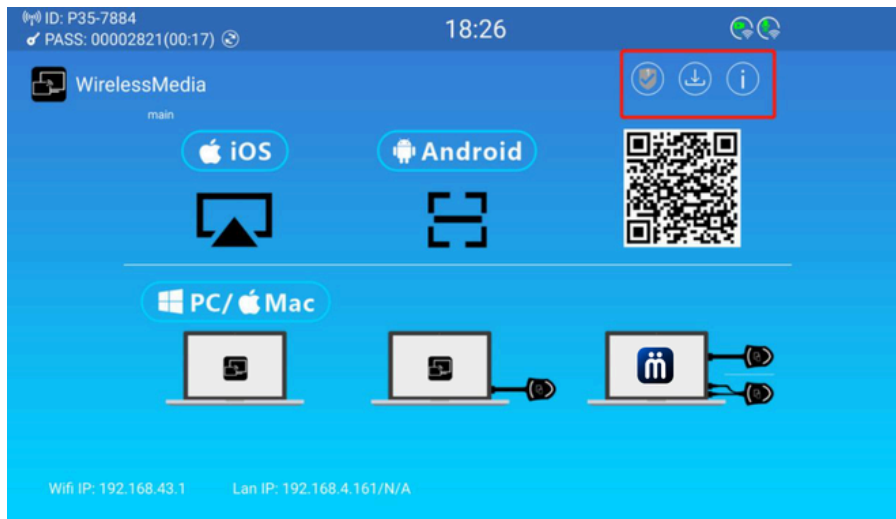 ID: P35-7884
PASS: 00002821(00:17)
18:26
WirelessMedia
main
iOS
Android
PC/ Mac
m̈
Wifi IP: 192.168.43.1
Lan IP: 192.168.4.161/N/A